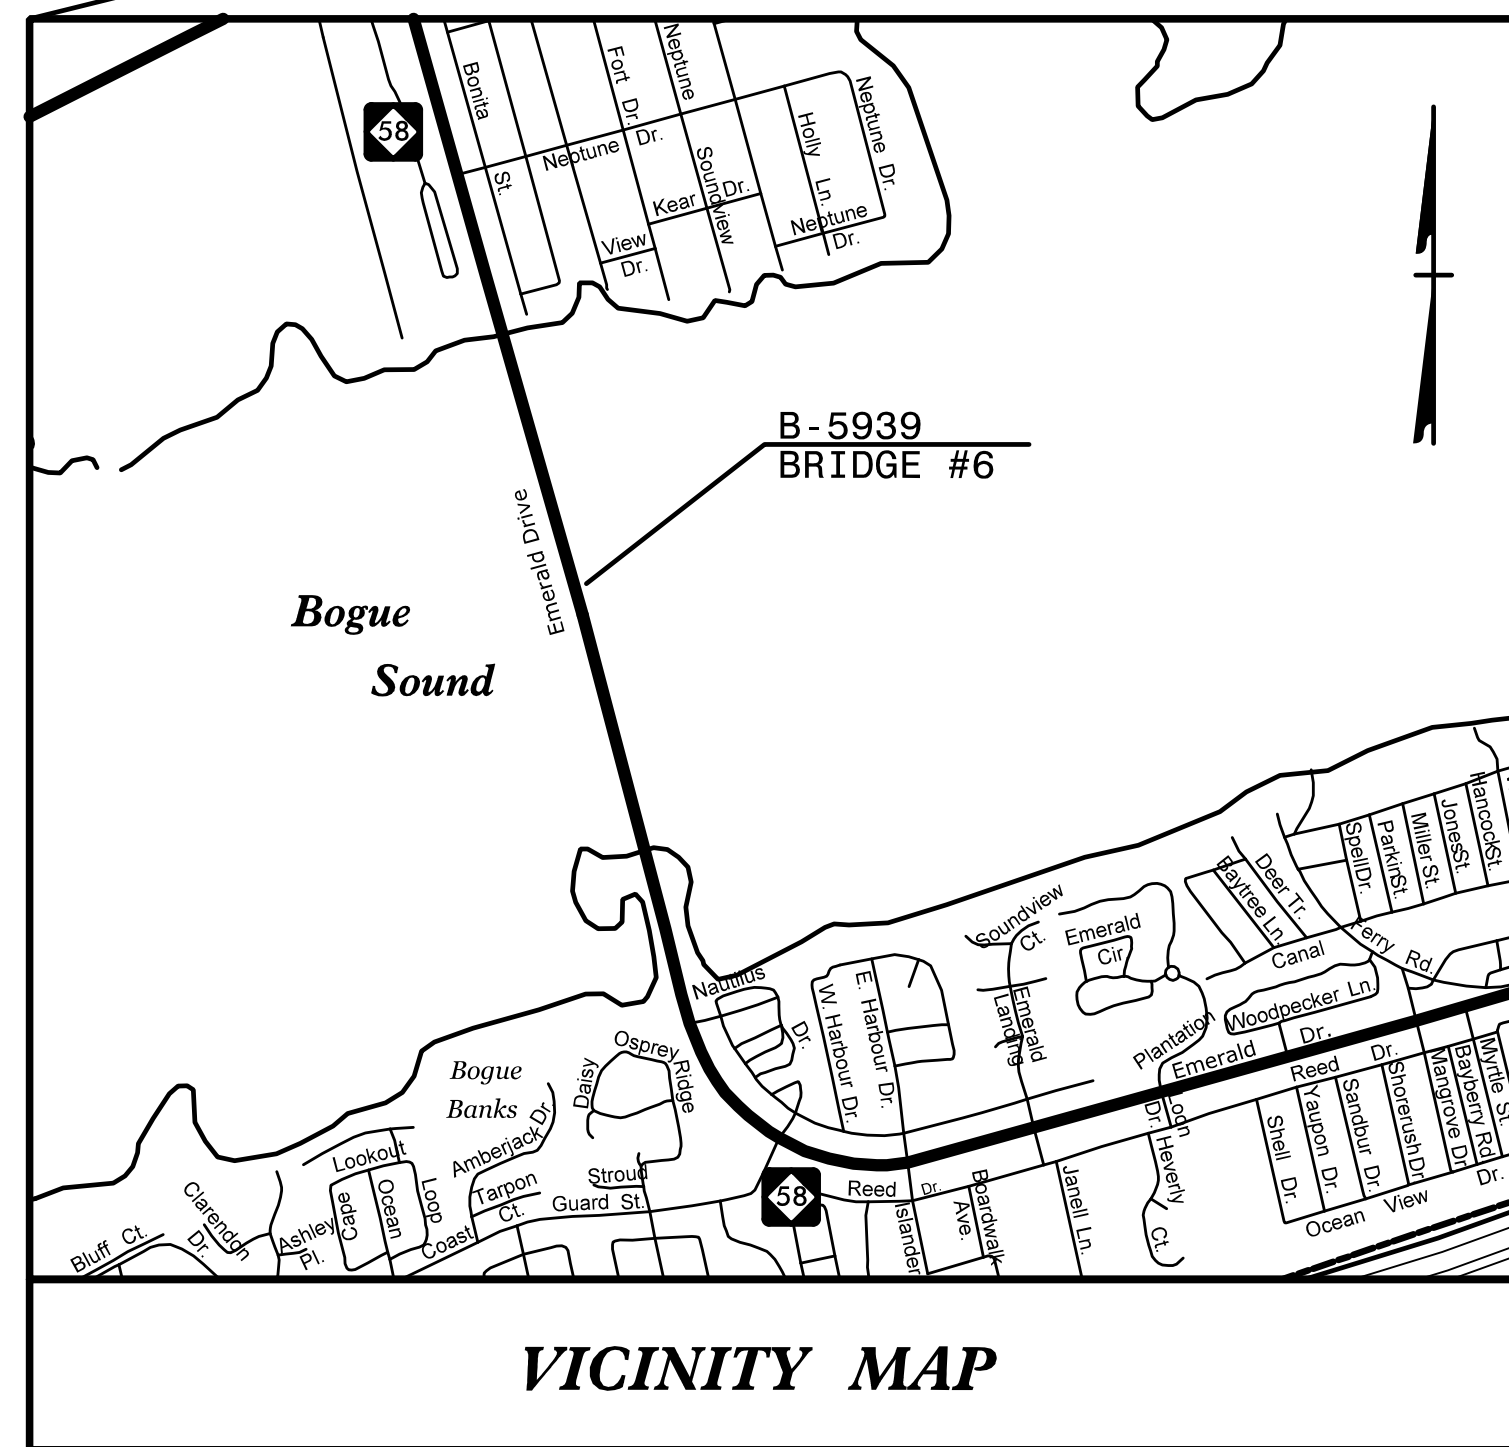 Neptune
Fort Dr.
Bonita St.
58
Neptune Dr.
Neptune Dr.
Holly Ln.
Soundview
Kear Dr.
Neptune Dr.
View Dr.
B-5939
BRIDGE #6
Emerald Drive
Bogue
Sound
Hancock St.
Jones St.
Miller St.
Parkin St.
Spell Dr.
Deer Tr.
Baytree Ln.
Soundview Ct.
Emerald
Cir
Ferry Rd.
Canal
Nautilus Dr.
W. Harbour Dr.
E. Harbour Dr.
Emerald
Landing
Woodpecker Ln.
Plantation
Emerald Dr.
Reed Dr.
Osprey
Ridge
Daisy
Bogue
Banks
Amberjack Dr.
Loon
Dr.
Heverly Ct.
Shell Dr.
Yaupon Dr.
Sandbur Dr.
Shorerush Dr.
Mangrove Dr
Bayberry Rd
Myrtle S
Lookout
Cape
Ocean
Loop
Tarpon
Ct.
Stroud
Guard St.
Coast
58
Reed Dr.
Islander
Boardwalk
Ave.
Janell Ln.
Ocean View Dr.
Clarendon
Dr.
Bluff Ct.
Ashley
Pl.
VICINITY MAP